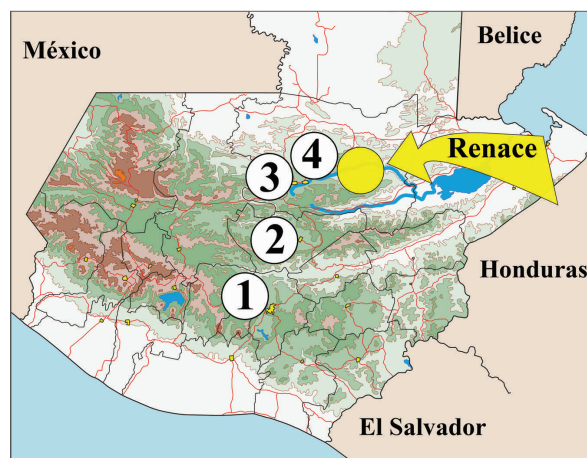 México
Belice
Renace
4
3
2
1
Honduras
El Salvador